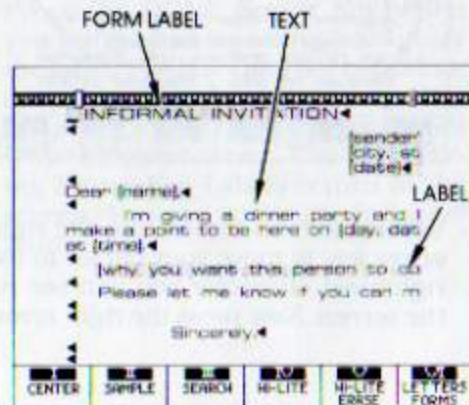 FORM LABEL TEXT
INFORMAL INVITATION
[sender
city, st
[date]
Dear [name],
LABEL
I'm giving a dinner party and I
make a point to be here on [day, dat
at [time].
[why you want this person to co
Please let me know if you can m
Sincerely,
CENTER SAMPLE SEARCH HI-LITE HI-LITE ERASE LETTERS FORMS